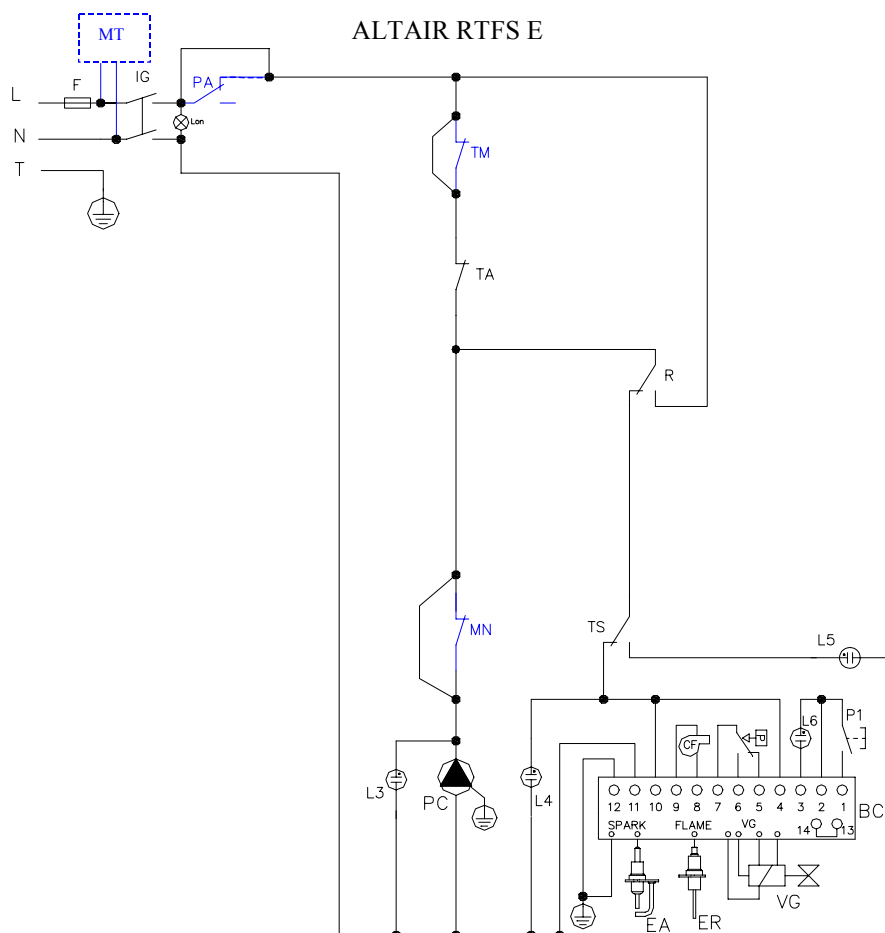 ALTAIR RTFS E
MT
F
IG
PA
L
Lon
N
TM
T
TA
R
TS
MN
L5
L6
P1
CF
P
L3
PC
L4
12 11 10 9 8 7 6 5 4 3 2 1
BC
SPARK FLAME VG
14 13
EA
ER
VG